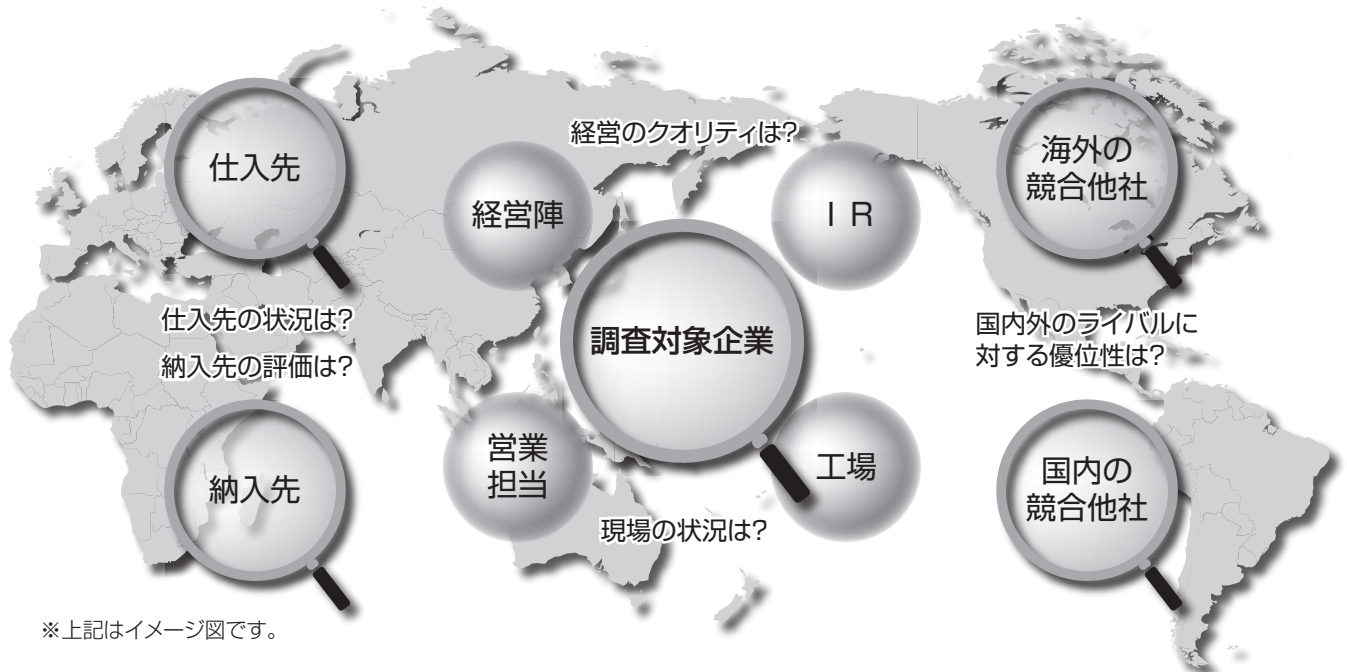 経営のクオリティは?
仕入先
経営陣
I R
海外の
競合他社
仕入先の状況は?
納入先の評価は?
調査対象企業
国内外のライバルに
対する優位性は?
納入先
営業
担当
工場
国内の
競合他社
現場の状況は?
※上記はイメージ図です。